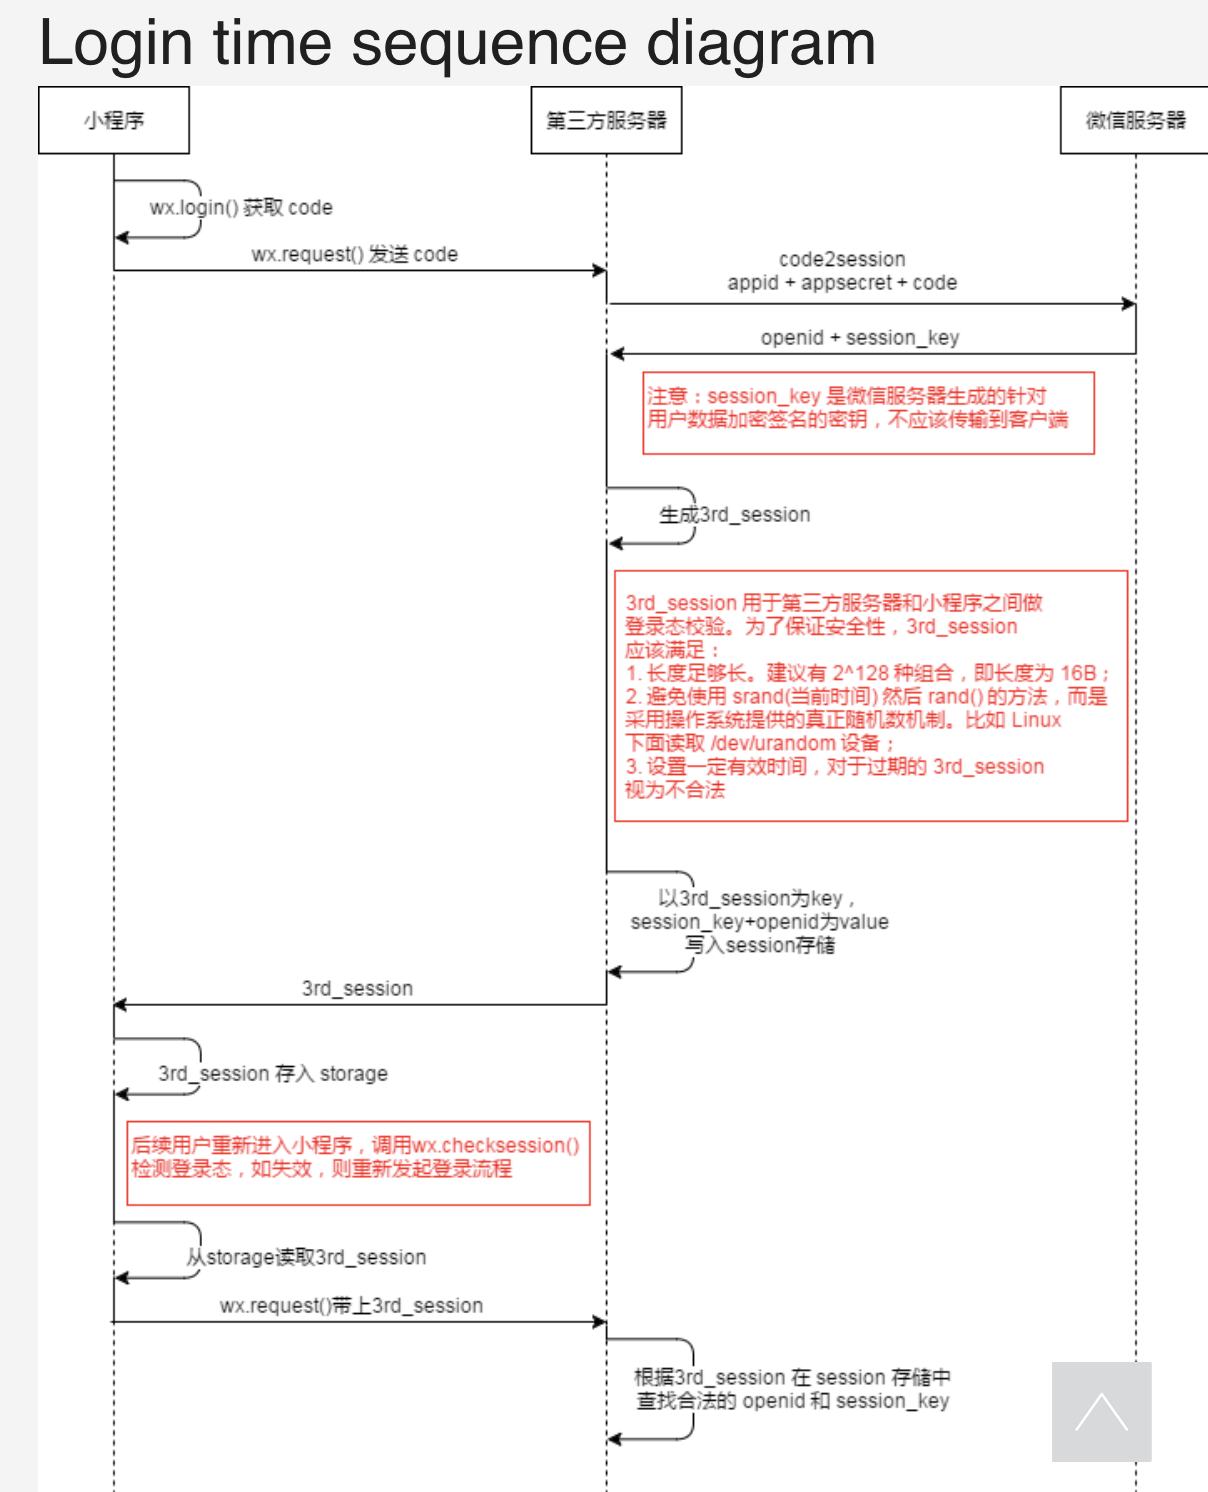 Login time sequence diagram
小程序
第三方服务器
微信服务器
wx.login() 获取 code
wx.request() 发送 code
code2session
appid + appsecret + code
openid + session_key
注意：session_key 是微信服务器生成的针对
用户数据加密签名的密钥，不应该传输到客户端
生成3rd_session
3rd_session 用于第三方服务器和小程序之间做
登录态校验。为了保证安全性，3rd_session
应该满足：
1. 长度足够长。建议有 2^128 种组合，即长度为 16B；
2. 避免使用 srand(当前时间) 然后 rand() 的方法，而是
采用操作系统提供的真正随机数机制。比如 Linux
下面读取 /dev/urandom 设备；
3. 设置一定有效时间，对于过期的 3rd_session
视为不合法
以3rd_session为key，
session_key+openid为value
写入session存储
3rd_session
3rd_session 存入 storage
后续用户重新进入小程序，调用wx.checksession()
检测登录态，如失效，则重新发起登录流程
从storage读取3rd_session
wx.request()带上3rd_session
根据3rd_session 在 session 存储中
查找合法的 openid 和 session_key